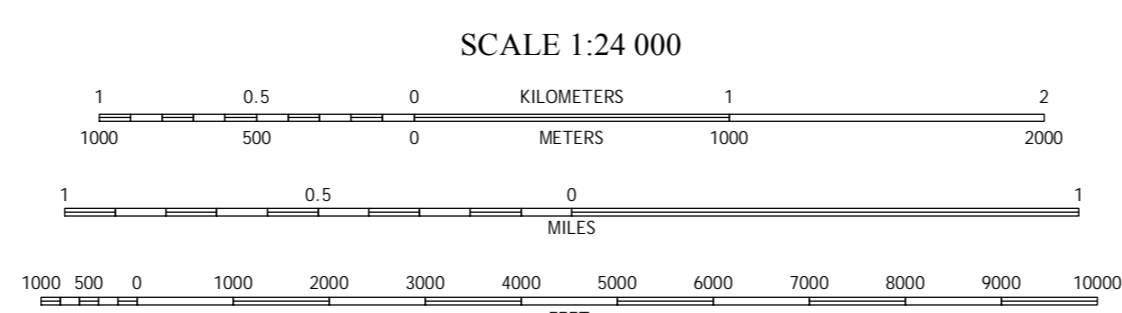 SCALE 1:24 000
1 0.5 0 KILOMETERS 1 2
1000 500 0 METERS 1000 2000
1 0.5 0 1
MILES
1000 500 0 1000 2000 3000 4000 5000 6000 7000 8000 9000 10000